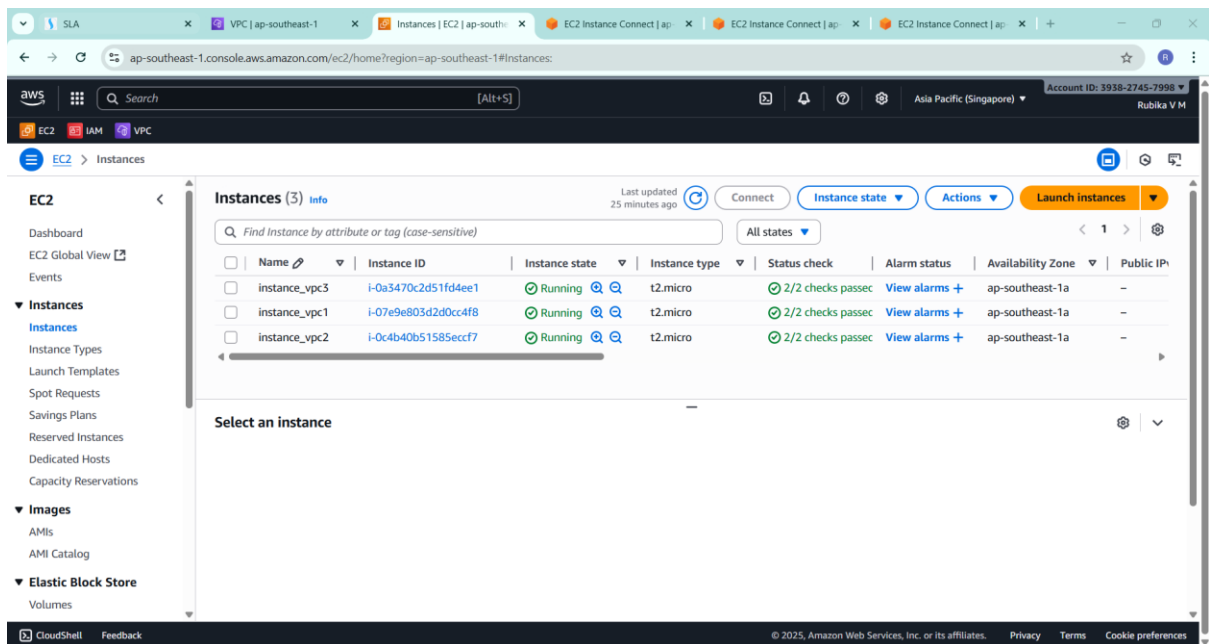 SLA
VPC | ap-southeast-1
Instances | EC2 | ap-southe
EC2 Instance Connect | ap-
EC2 Instance Connect | ap-
EC2 Instance Connect | ap
ap-southeast-1.console.aws.amazon.com/ec2/home?region=ap-southeast-1#Instances:
R
aws
Search
[Alt+S]
Asia Pacific (Singapore)
Account ID: 3938-2745-7998
Rubika V M
EC2 IAM VPC
EC2 > Instances
EC2
Dashboard
EC2 Global View
Events
Instances
Instances
Instance Types
Launch Templates
Spot Requests
Savings Plans
Reserved Instances
Dedicated Hosts
Capacity Reservations
Images
AMIs
AMI Catalog
Elastic Block Store
Volumes
Instances (3) Info
Last updated
25 minutes ago
Connect
Instance state
Actions
Launch instances
Find Instance by attribute or tag (case-sensitive)
All states
1
Name Instance ID Instance state Instance type Status check Alarm status Availability Zone Public IPv
instance_vpc3 i-0a3470c2d51fd4ee1 Running t2.micro 2/2 checks passec View alarms + ap-southeast-1a –
instance_vpc1 i-07e9e803d2d0cc4f8 Running t2.micro 2/2 checks passec View alarms + ap-southeast-1a –
instance_vpc2 i-0c4b40b51585eccf7 Running t2.micro 2/2 checks passec View alarms + ap-southeast-1a –
Select an instance
CloudShell Feedback
© 2025, Amazon Web Services, Inc. or its affiliates. Privacy Terms Cookie preferences